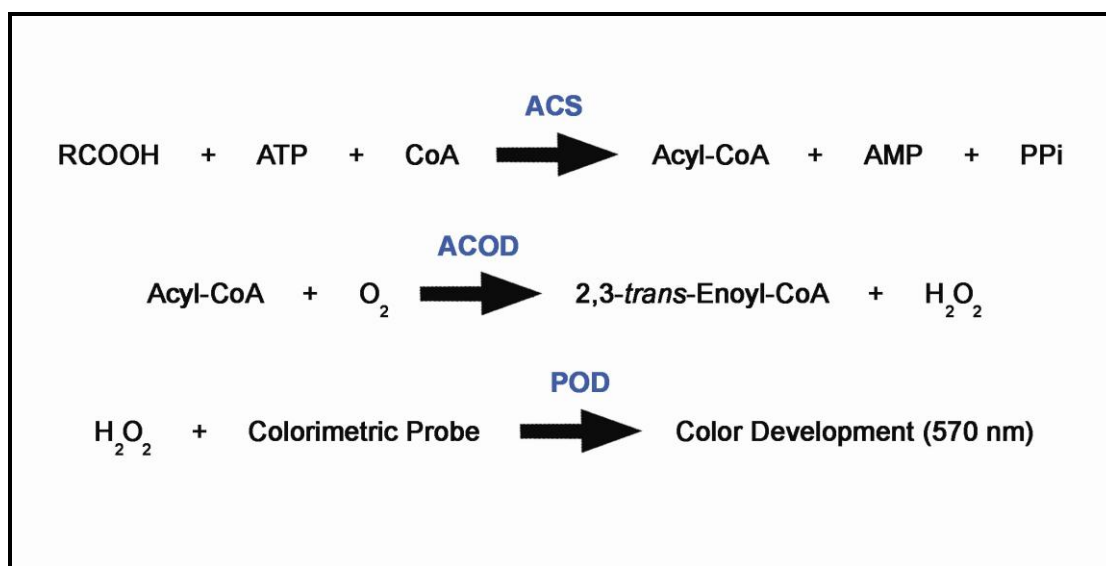 ACS
RCOOH + ATP + CoA Acyl-CoA + AMP + PPi
ACOD
Acyl-CoA + O₂ 2,3-trans-Enoyl-CoA + H₂O₂
POD
H₂O₂ + Colorimetric Probe Color Development (570 nm)